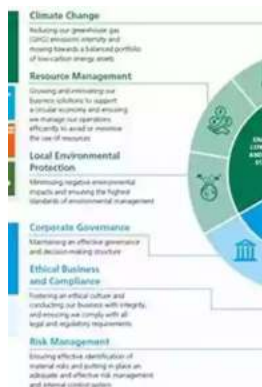 Climate Change
Reducing our greenhouse gas
(GHG) emissions intensity and
moving towards a balanced portfolio
of low-carbon energy assets
Resource Management
Growing and innovating our
business solutions to support
a circular economy and ensuring
we manage our operations
efficiently to avoid or minimise
the use of resources
Local Environmental
Protection
Minimising negative environmental
impacts and ensuring the highest
standards of environmental management
Corporate Governance
Maintaining an effective governance
and decision-making structure
Ethical Business
and Compliance
Fostering an ethical culture and
conducting our business with integrity,
and ensuring we comply with all
legal and regulatory requirements
Risk Management
Ensuring effective identification of
material risks and putting in place an
adequate and effective risk management
and internal control system